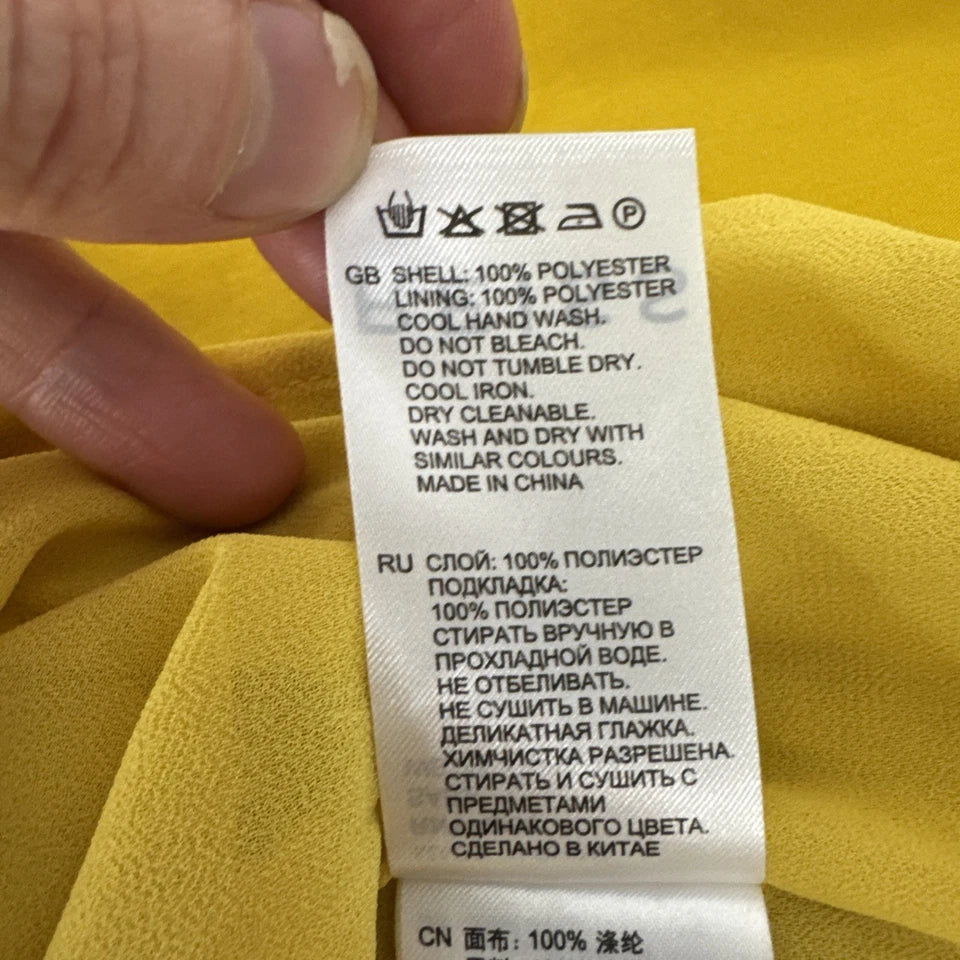 GB SHELL: 100% POLYESTER
LINING: 100% POLYESTER
COOL HAND WASH.
DO NOT BLEACH.
DO NOT TUMBLE DRY.
COOL IRON.
DRY CLEANABLE.
WASH AND DRY WITH
SIMILAR COLOURS.
MADE IN CHINA
RU СЛОЙ: 100% ПОЛИЭСТЕР
ПОДКЛАДКА:
100% ПОЛИЭСТЕР
СТИРАТЬ ВРУЧНУЮ В
ПРОХЛАДНОЙ ВОДЕ.
НЕ ОТБЕЛИВАТЬ.
НЕ СУШИТЬ В МАШИНЕ.
ДЕЛИКАТНАЯ ГЛАЖКА.
ХИМЧИСТКА РАЗРЕШЕНА.
СТИРАТЬ И СУШИТЬ С
ПРЕДМЕТАМИ
ОДИНАКОВОГО ЦВЕТА.
СДЕЛАНО В КИТАЕ
CN 面布: 100% 涤纶